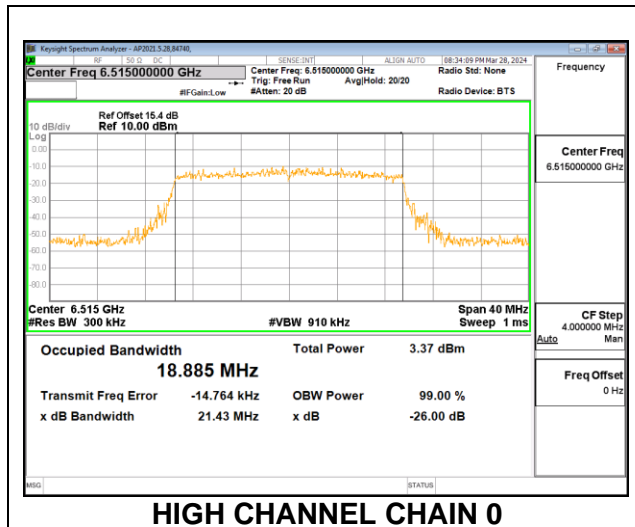 Keysight Spectrum Analyzer - AP2021.5.28,84740,
RF 50 Ω DC SENSE:INT ALIGN AUTO 08:34:09 PM Mar 28, 2024
Center Freq 6.515000000 GHz Center Freq: 6.515000000 GHz Radio Std: None Frequency
Trig: Free Run Avg|Hold: 20/20
#IFGain:Low #Atten: 20 dB Radio Device: BTS
Ref Offset 15.4 dB
10 dB/div Ref 10.00 dBm
Log
0.00
-10.0
-20.0
-30.0
-40.0
-50.0
-60.0
-70.0
-80.0
Center Freq
6.515000000 GHz
Center 6.515 GHz Span 40 MHz
#Res BW 300 kHz #VBW 910 kHz Sweep 1 ms
CF Step
4.000000 MHz
Auto Man
Occupied Bandwidth Total Power 3.37 dBm
18.885 MHz
Freq Offset
0 Hz
Transmit Freq Error -14.764 kHz OBW Power 99.00 %
x dB Bandwidth 21.43 MHz x dB -26.00 dB
MSG STATUS
HIGH CHANNEL CHAIN 0